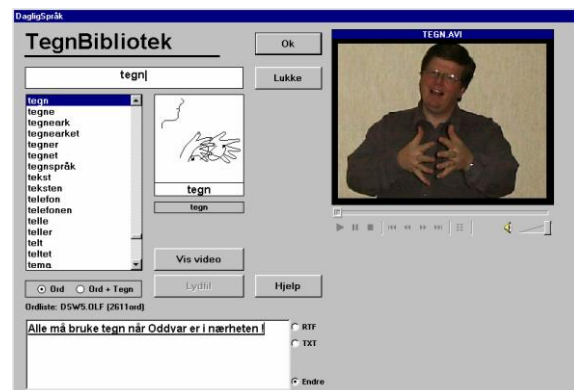 DagligSpråk
TegnBibliotek
Ok
tegn
Lukke
tegn
tegne
tegneark
tegnearket
tegner
tegnet
tegnspråk
tekst
teksten
telefon
telefonen
telle
teller
telt
teltet
tema
tegn
tegn
Vis video
Ord
Ord + Tegn
Lydfil
Hjelp
Ordliste: DSW5.OLF (2611ord)
Alle må bruke tegn når Oddvar er i nærheten !
RTF
TXT
Endre
TEGN.AVI